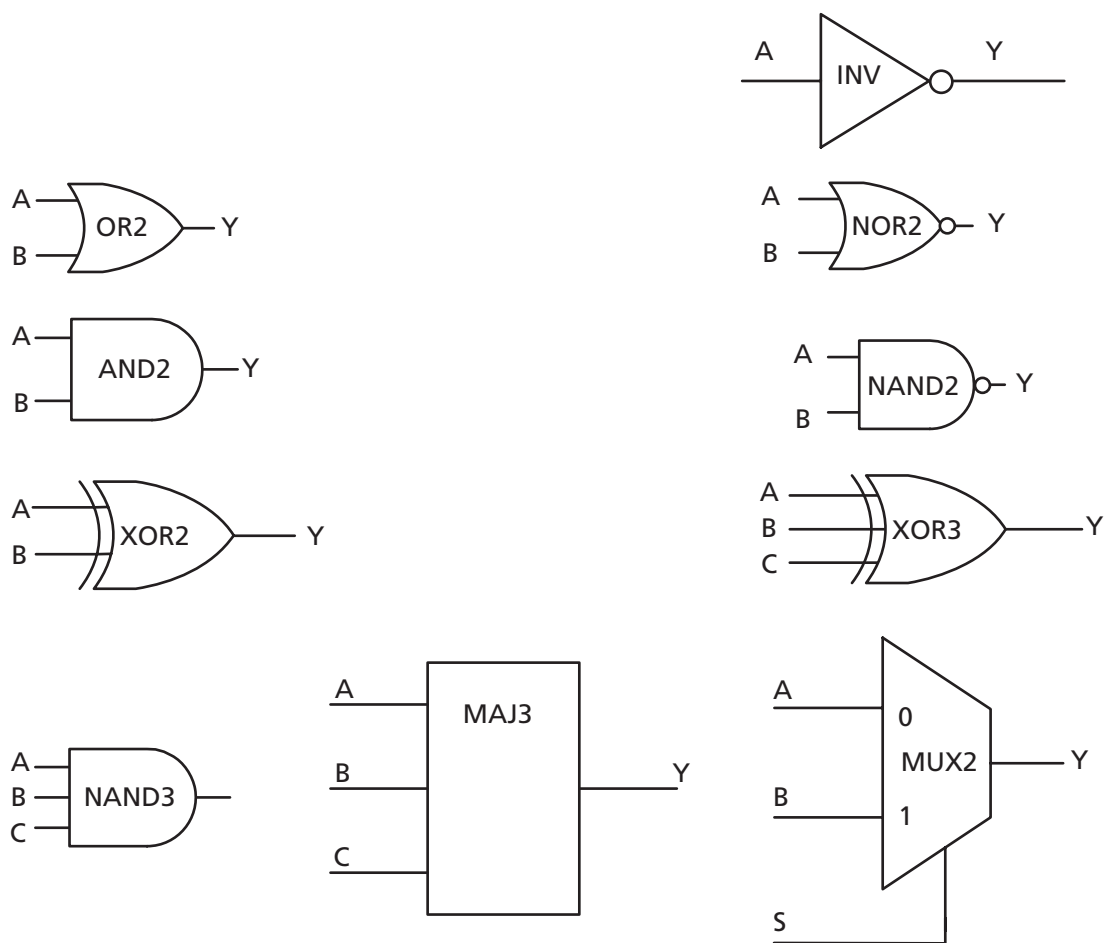 A INV Y
A OR2 Y
B
A NOR2 Y
B
A AND2 Y
B
A NAND2 Y
B
A XOR2 Y
B
A
B XOR3 Y
C
A
B NAND3
C
A MAJ3
B Y
C
A 0
MUX2 Y
B 1
S